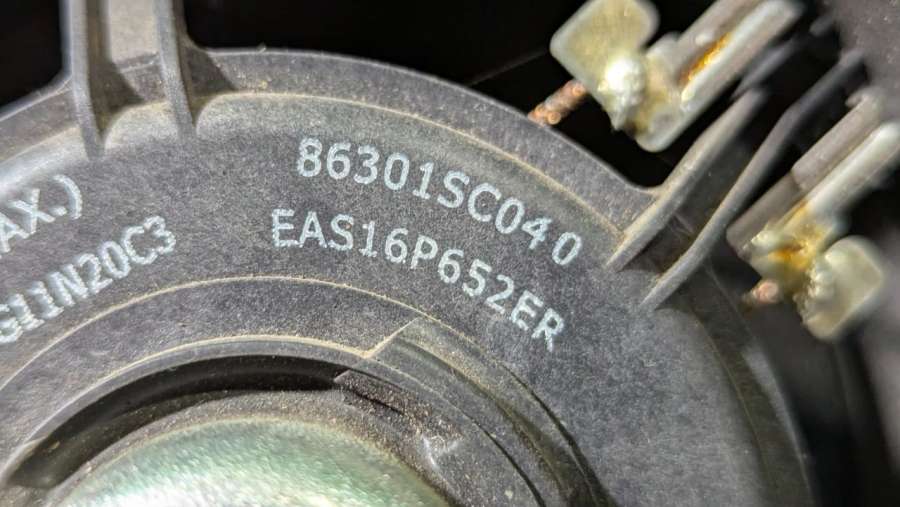 86301SC040
EAS16P652ER
AX.)
G11N20C3